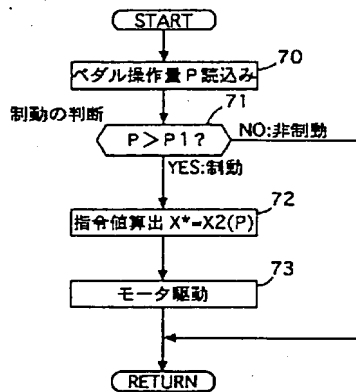 START
70
ペダル操作量P読込み
71
制動の判断
P>P1?
NO:非制動
YES:制動
72
指令値算出 X*=X2(P)
73
モータ駆動
RETURN